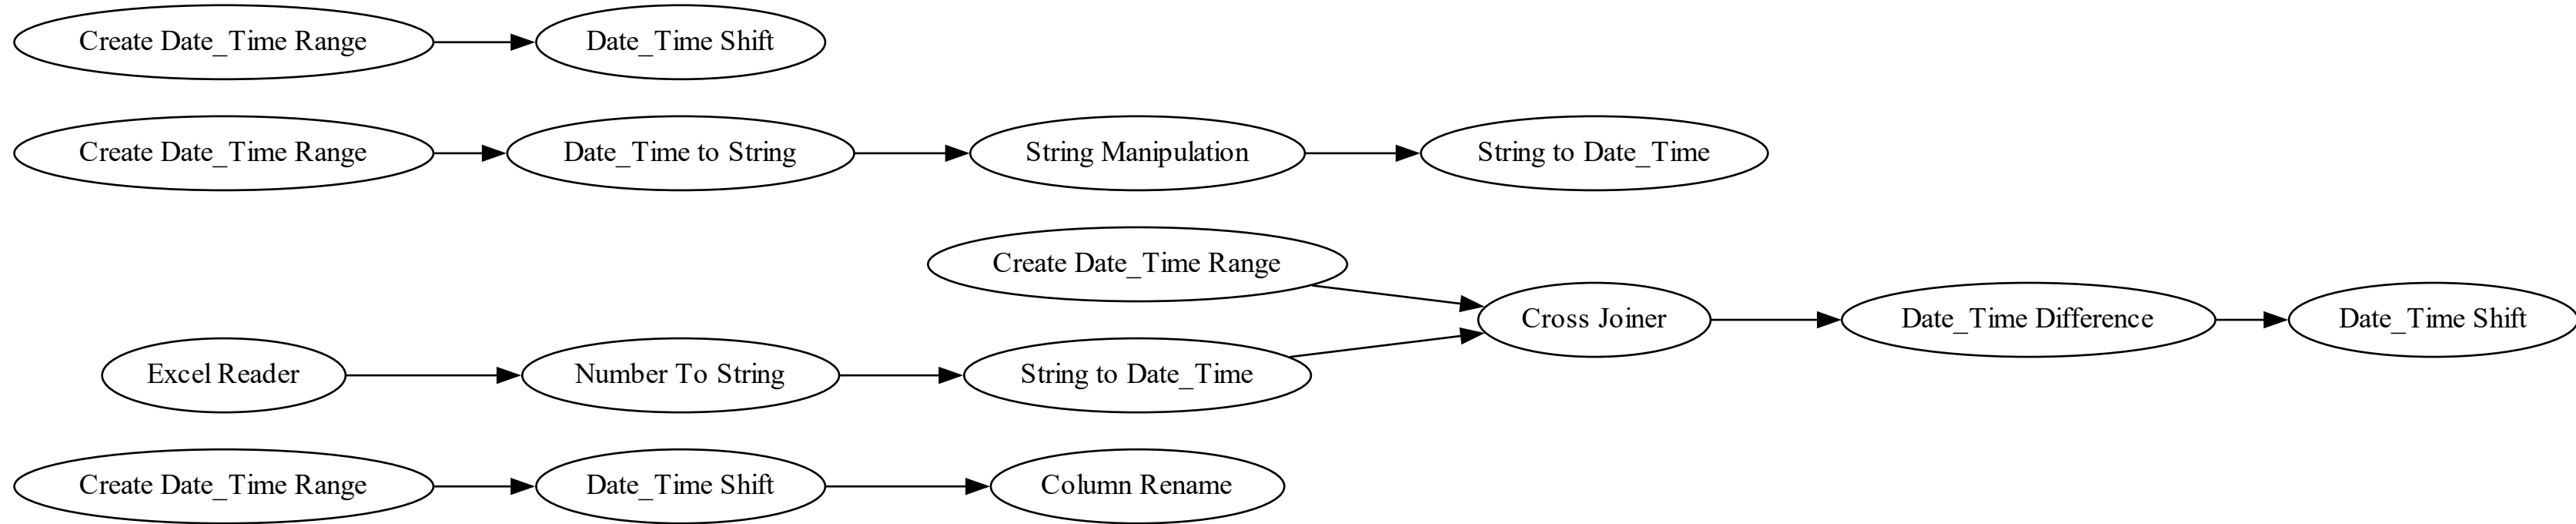 Create Date_Time Range
Date_Time Shift
Create Date_Time Range
Date_Time to String
String Manipulation
String to Date_Time
Create Date_Time Range
Cross Joiner
Date_Time Difference
Date_Time Shift
Excel Reader
Number To String
String to Date_Time
Create Date_Time Range
Date_Time Shift
Column Rename